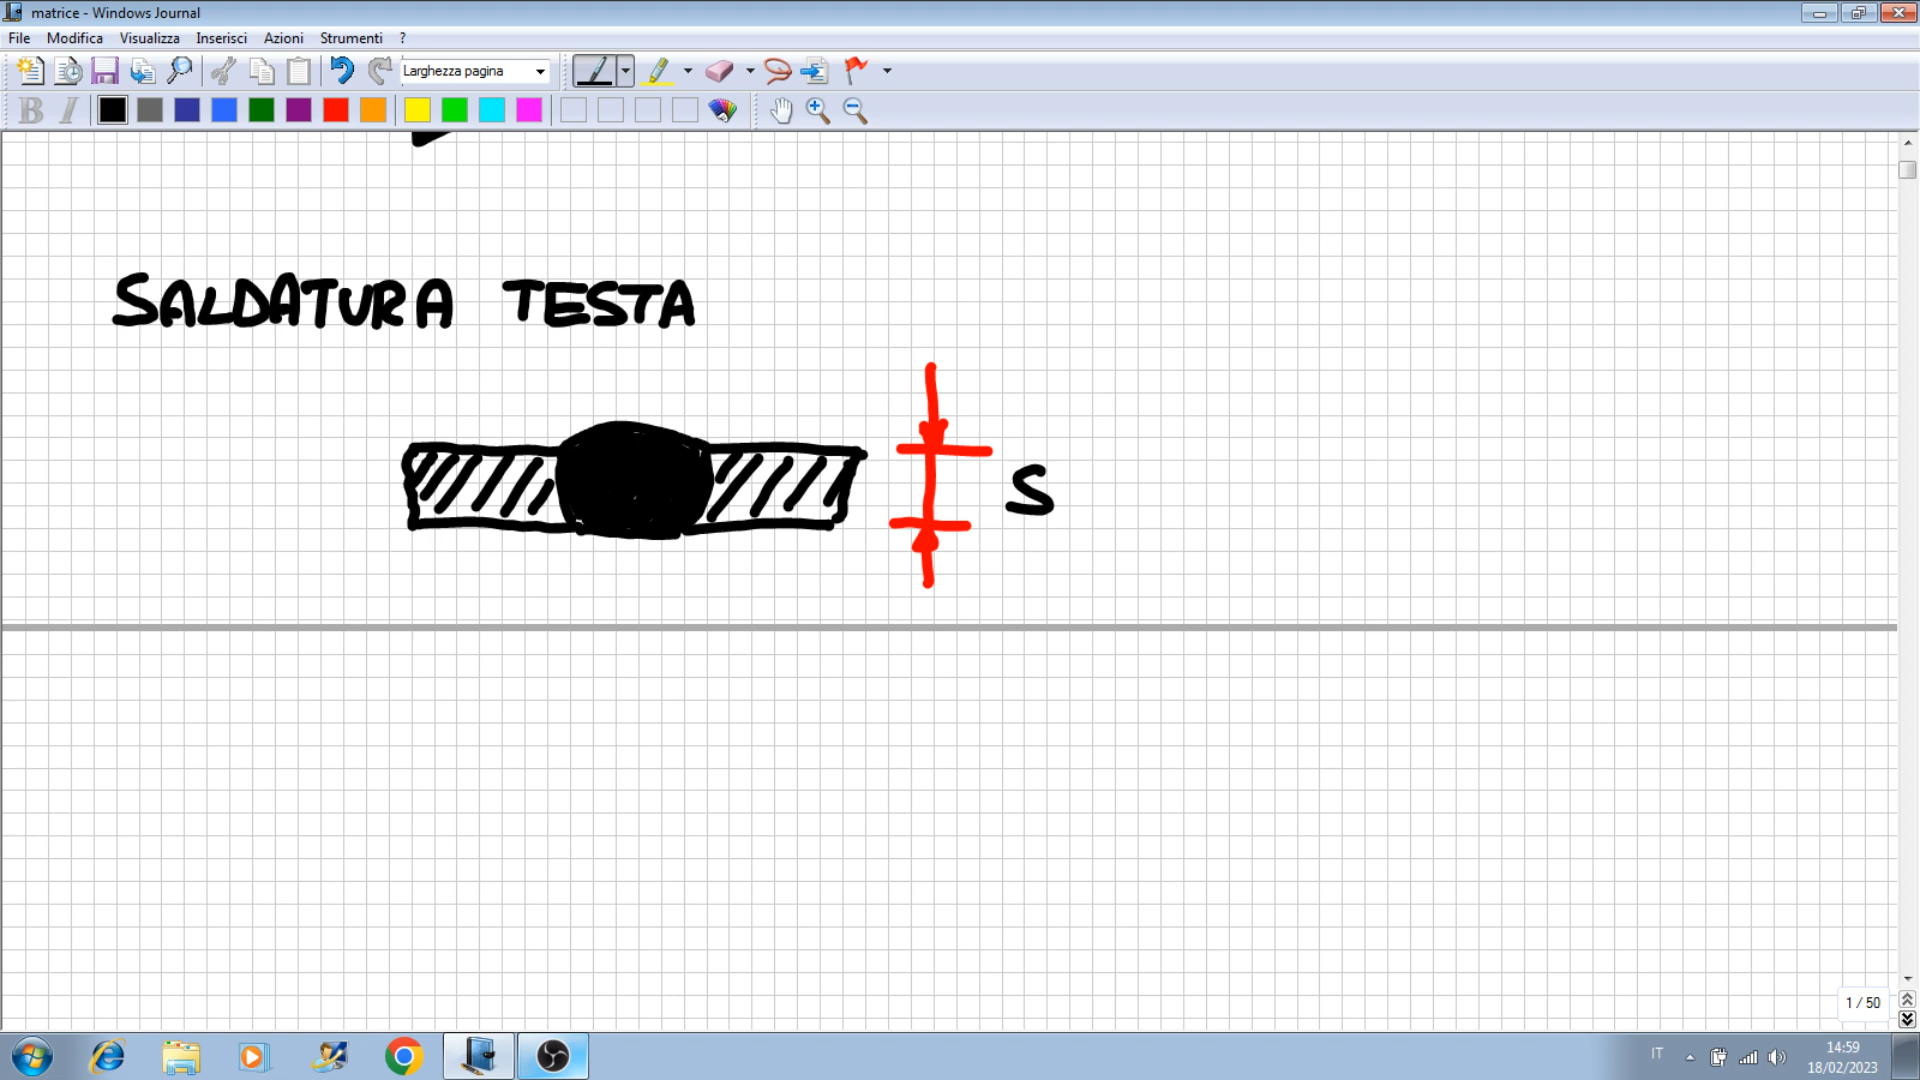 matrice - Windows Journal
File Modifica Visualizza Inserisci Azioni Strumenti ?
Larghezza pagina
B I
SALDATURA TESTA
S
1 / 50
IT
14:59
18/02/2023